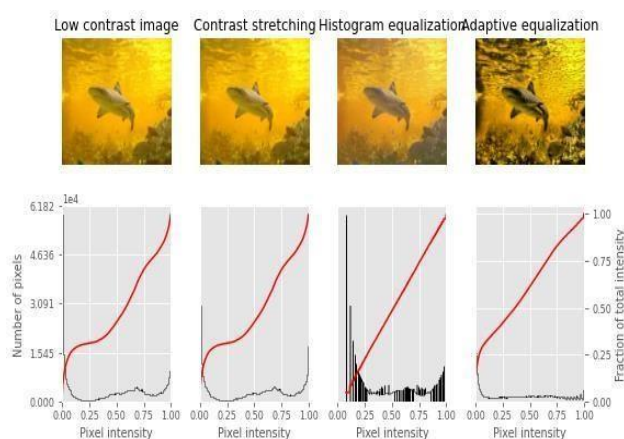 Low contrast image
Contrast stretching
Histogram equalization
Adaptive equalization
1e4
6.182
4.636
3.091
1.545
0.000
Number of pixels
0.00 0.25 0.50 0.75 1.00
Pixel intensity
0.00 0.25 0.50 0.75 1.00
Pixel intensity
0.00 0.25 0.50 0.75 1.00
Pixel intensity
0.00 0.25 0.50 0.75 1.00
Pixel intensity
1.00
0.75
0.50
0.25
0.00
Fraction of total intensity